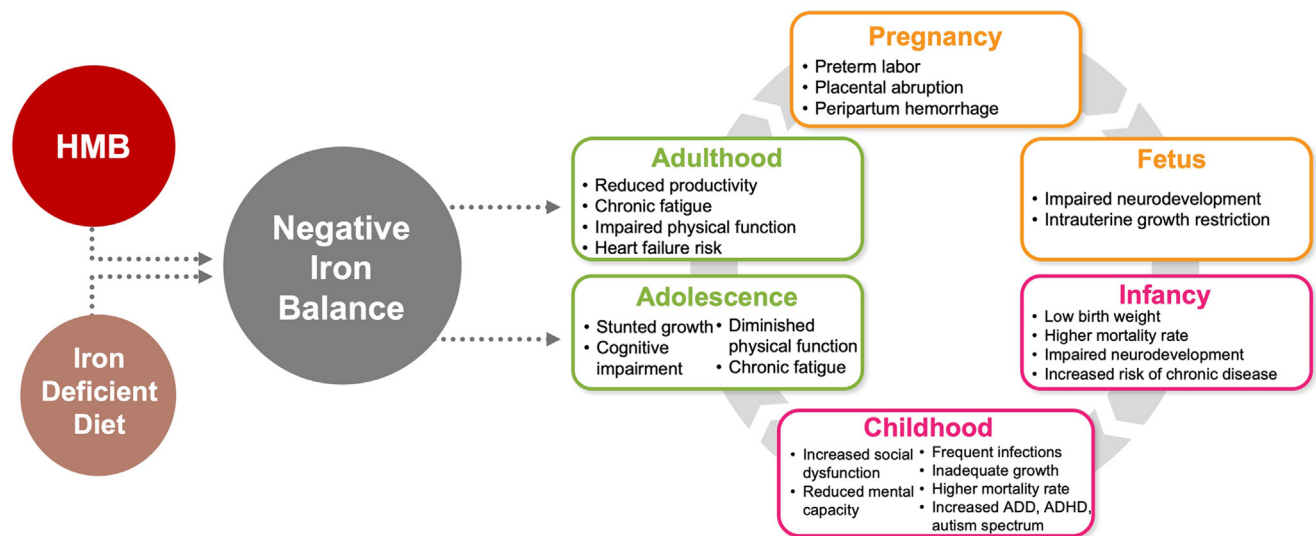 HMB
Iron
Deficient
Diet
Negative
Iron
Balance
Pregnancy
• Preterm labor
• Placental abruption
• Peripartum hemorrhage
Adulthood
• Reduced productivity
• Chronic fatigue
• Impaired physical function
• Heart failure risk
Fetus
• Impaired neurodevelopment
• Intrauterine growth restriction
Adolescence
• Stunted growth
• Cognitive
impairment
• Diminished
physical function
• Chronic fatigue
Infancy
• Low birth weight
• Higher mortality rate
• Impaired neurodevelopment
• Increased risk of chronic disease
Childhood
• Increased social
dysfunction
• Reduced mental
capacity
• Frequent infections
• Inadequate growth
• Higher mortality rate
• Increased ADD, ADHD,
autism spectrum